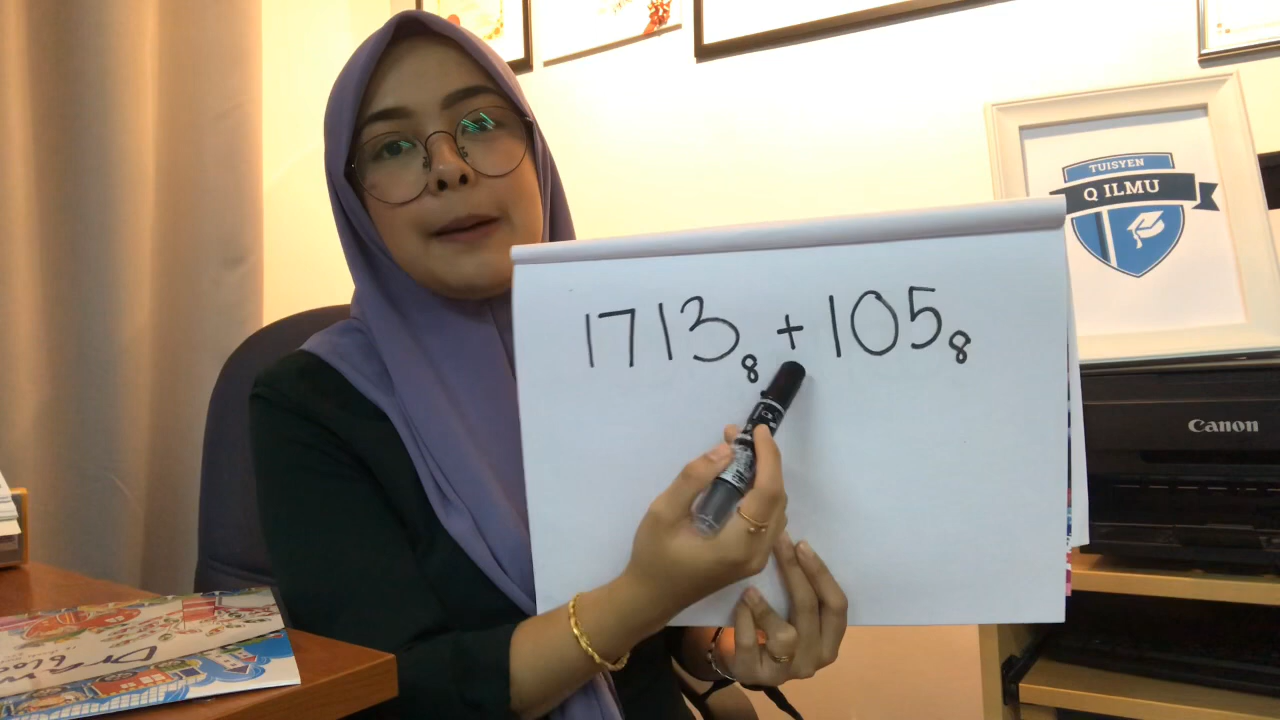 TUISYEN
Q ILMU
1713₈ + 105₈
Canon